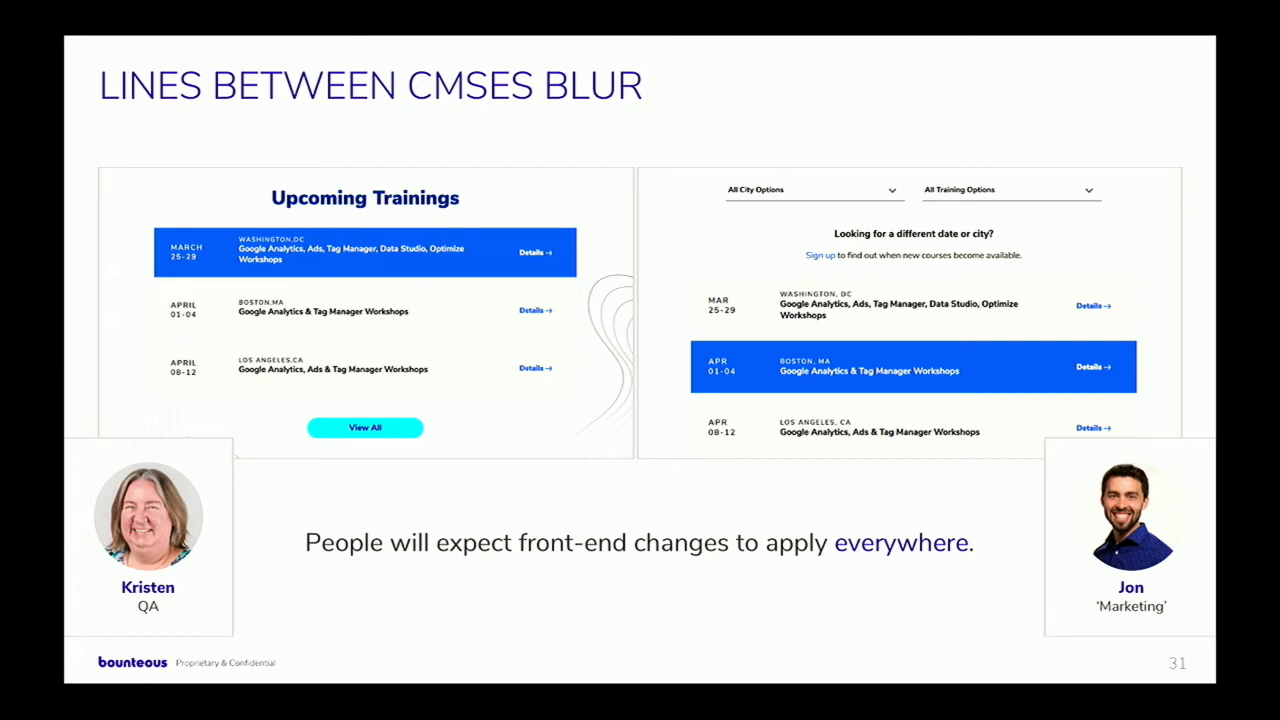 LINES BETWEEN CMSES BLUR
Upcoming Trainings
MARCH
25-29
WASHINGTON,DC
Google Analytics, Ads, Tag Manager, Data Studio, Optimize
Workshops
Details →
APRIL
01-04
BOSTON,MA
Google Analytics & Tag Manager Workshops
Details →
APRIL
08-12
LOS ANGELES,CA
Google Analytics, Ads & Tag Manager Workshops
Details →
View All
All City Options
All Training Options
Looking for a different date or city?
Sign up to find out when new courses become available.
MAR
25-29
WASHINGTON, DC
Google Analytics, Ads, Tag Manager, Data Studio, Optimize
Workshops
Details →
APR
01-04
BOSTON, MA
Google Analytics & Tag Manager Workshops
Details →
APR
08-12
LOS ANGELES, CA
Google Analytics, Ads & Tag Manager Workshops
Details →
People will expect front-end changes to apply everywhere.
Kristen
QA
Jon
‘Marketing’
bounteous Proprietary & Confidential
31